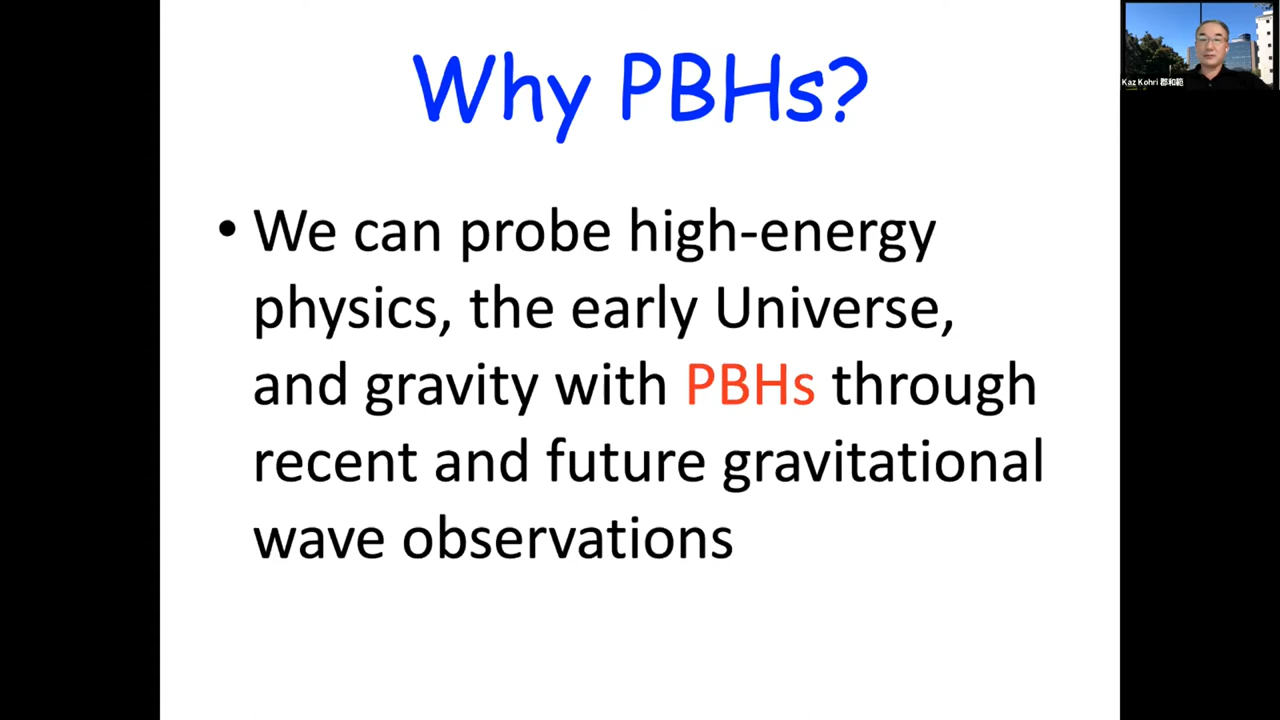 Why PBHs?
• We can probe high-energy
physics, the early Universe,
and gravity with PBHs through
recent and future gravitational
wave observations
Kaz Kohri 郡和範